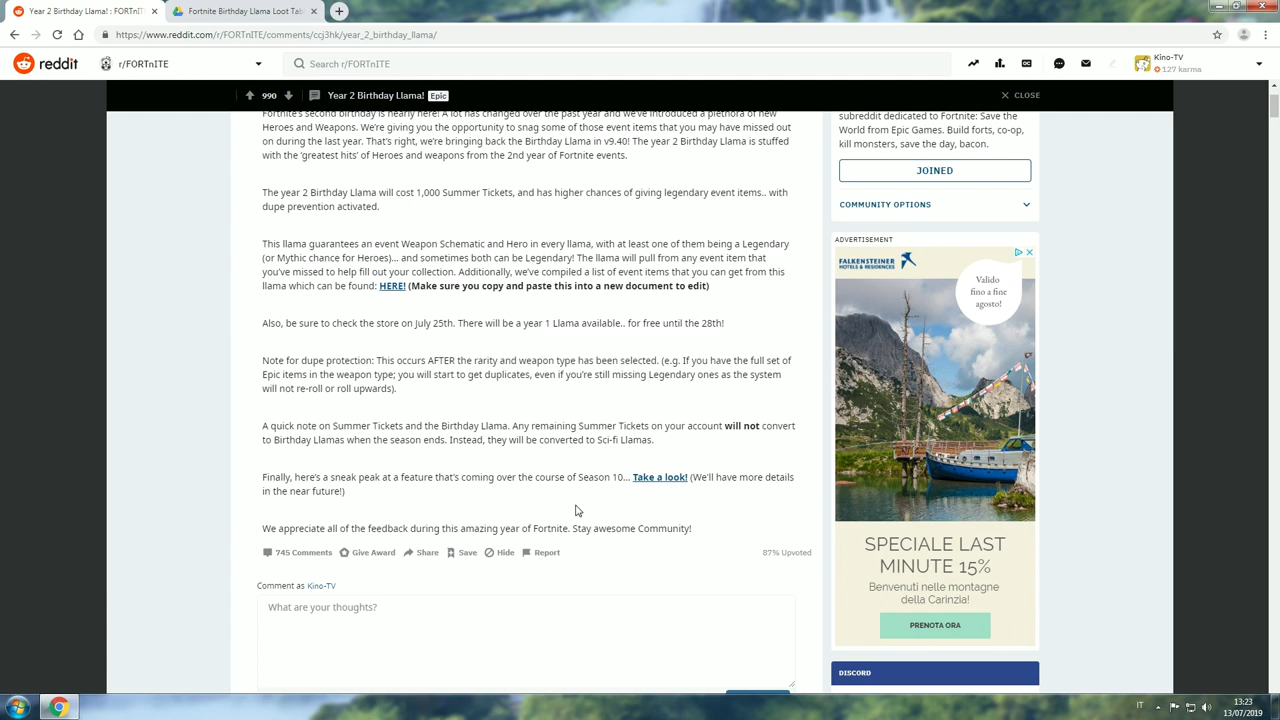 Year 2 Birthday Llama! : FORTnIT
Fortnite Birthday Llama Loot Tab
https://www.reddit.com/r/FORTnITE/comments/ccj3hk/year_2_birthday_llama/
reddit
r/FORTnITE
Search r/FORTnITE
Kino-TV
127 karma
990
Year 2 Birthday Llama!
Epic
CLOSE
Fortnite's second birthday is nearly here! A lot has changed over the past year and we've introduced a plethora of new
Heroes and Weapons. We're giving you the opportunity to snag some of those event items that you may have missed out
on during the last year. That's right, we're bringing back the Birthday Llama in v9.40! The year 2 Birthday Llama is stuffed
with the 'greatest hits' of Heroes and weapons from the 2nd year of Fortnite events.
The year 2 Birthday Llama will cost 1,000 Summer Tickets, and has higher chances of giving legendary event items.. with
dupe prevention activated.
This llama guarantees an event Weapon Schematic and Hero in every llama, with at least one of them being a Legendary
(or Mythic chance for Heroes)... and sometimes both can be Legendary! The llama will pull from any event item that
you've missed to help fill out your collection. Additionally, we've compiled a list of event items that you can get from this
llama which can be found: HERE! (Make sure you copy and paste this into a new document to edit)
Also, be sure to check the store on July 25th. There will be a year 1 Llama available.. for free until the 28th!
Note for dupe protection: This occurs AFTER the rarity and weapon type has been selected. (e.g. If you have the full set of
Epic items in the weapon type; you will start to get duplicates, even if you're still missing Legendary ones as the system
will not re-roll or roll upwards).
A quick note on Summer Tickets and the Birthday Llama. Any remaining Summer Tickets on your account will not convert
to Birthday Llamas when the season ends. Instead, they will be converted to Sci-fi Llamas.
Finally, here's a sneak peak at a feature that's coming over the course of Season 10... Take a look! (We'll have more details
in the near future!)
We appreciate all of the feedback during this amazing year of Fortnite. Stay awesome Community!
745 Comments Give Award Share Save Hide Report
87% Upvoted
Comment as Kino-TV
What are your thoughts?
subreddit dedicated to Fortnite: Save the
World from Epic Games. Build forts, co-op,
kill monsters, save the day, bacon.
JOINED
COMMUNITY OPTIONS
ADVERTISEMENT
FALKENSTEINER
HOTELS & RESIDENCES
Valido
fino a fine
agosto!
SPECIALE LAST
MINUTE 15%
Benvenuti nelle montagne
della Carinzia!
PRENOTA ORA
DISCORD
IT
13:23
13/07/2019